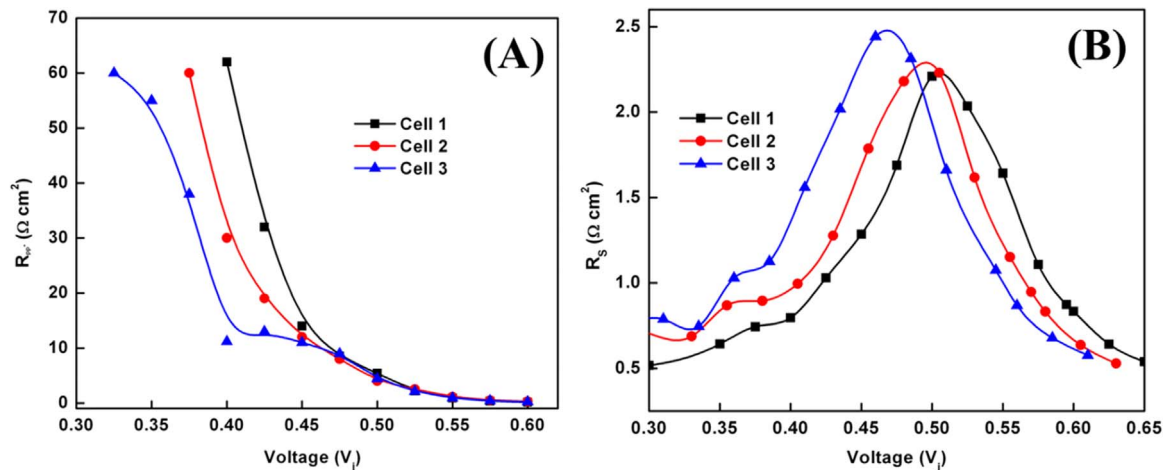 (A)
70
60
50
40
30
20
10
0
Cell 1
Cell 2
Cell 3
0.30 0.35 0.40 0.45 0.50 0.55 0.60
Voltage (Vj)
(Ω cm²)
(B)
2.5
2.0
1.5
1.0
0.5
Cell 1
Cell 2
Cell 3
0.30 0.35 0.40 0.45 0.50 0.55 0.60 0.65
Voltage (Vj)
RS (Ω cm²)